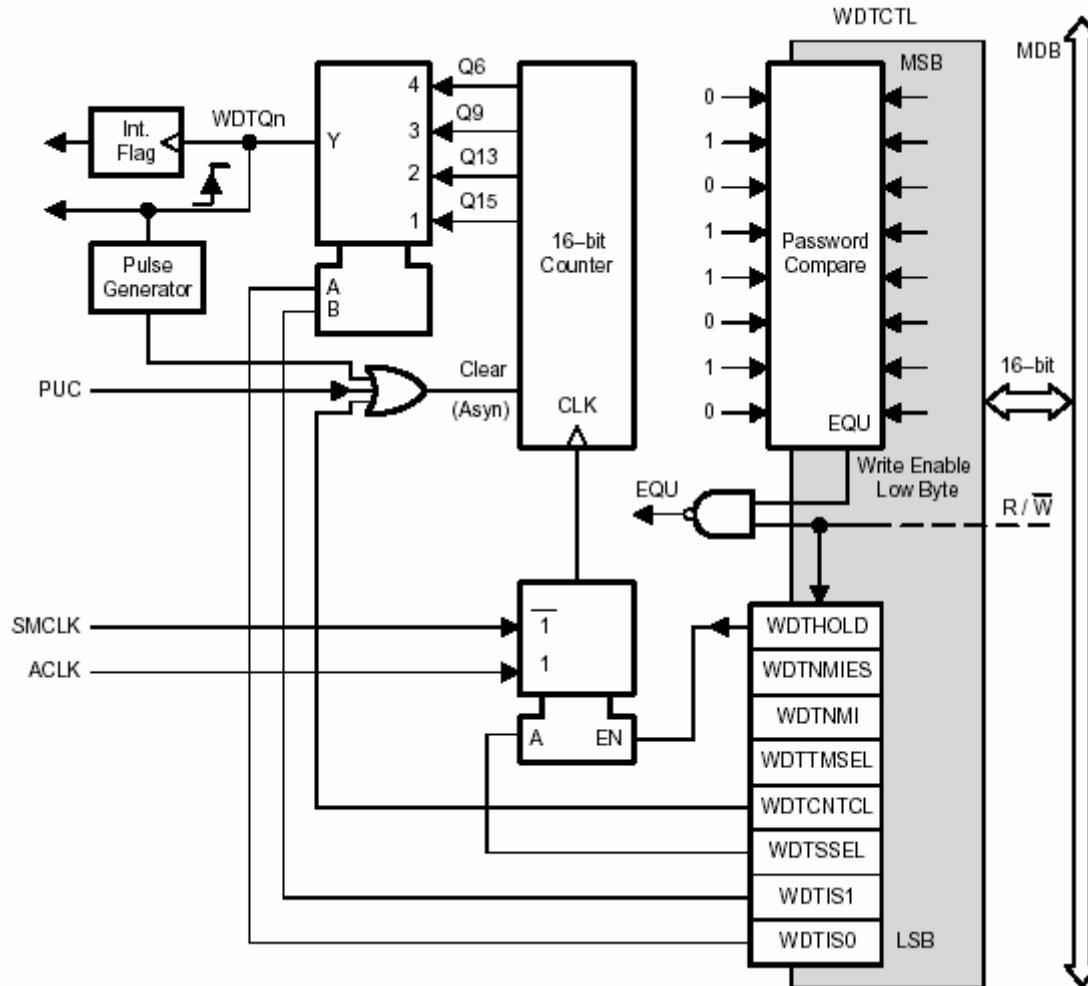 WDTCTL
MDB
MSB
Q6
4
Q9
3
Q13
2
Q15
1
WDTQn
Y
Int.
Flag
Pulse
Generator
A
B
16–bit
Counter
Clear
(Asyn)
CLK
PUC
0
1
0
1
1
0
1
0
Password
Compare
EQU
16–bit
Write Enable
Low Byte
EQU
R / W̅
SMCLK
1̅
ACLK
1
A
EN
WDTHOLD
WDTNMIES
WDTNMI
WDTTMSEL
WDTCNTCL
WDTSSEL
WDTIS1
WDTIS0
LSB